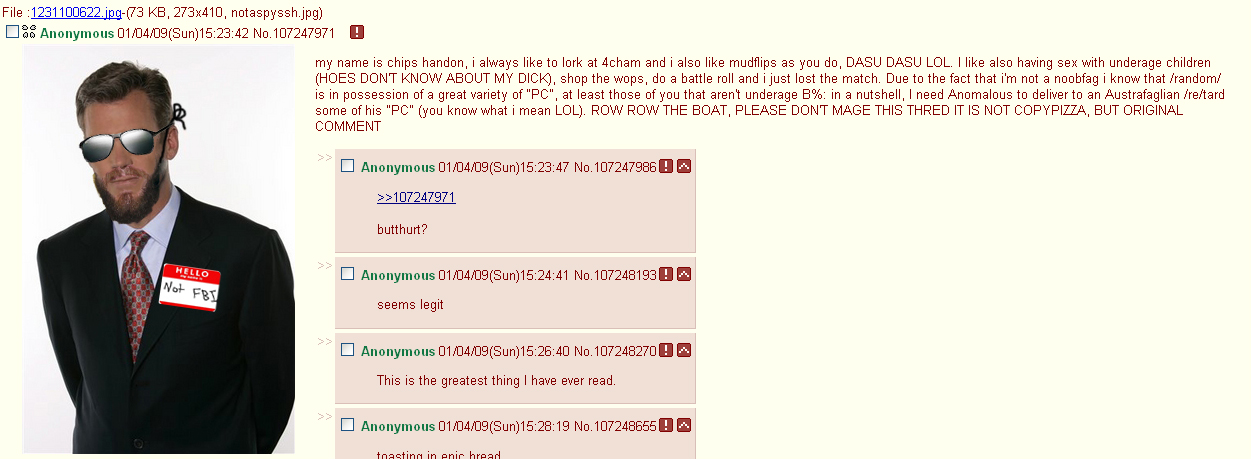 File :1231100622.jpg-(73 KB, 273x410, notaspyssh.jpg)
Anonymous 01/04/09(Sun)15:23:42 No.107247971
my name is chips handon, i always like to lork at 4cham and i also like mudflips as you do, DASU DASU LOL. I like also having sex with underage children
(HOES DON'T KNOW ABOUT MY DICK), shop the wops, do a battle roll and i just lost the match. Due to the fact that i'm not a noobfag i know that /random/
is in possession of a great variety of "PC", at least those of you that aren't underage B%: in a nutshell, I need Anomalous to deliver to an Austrafaglian /re/tard
some of his "PC" (you know what i mean LOL). ROW ROW THE BOAT, PLEASE DON'T MAGE THIS THRED IT IS NOT COPYPIZZA, BUT ORIGINAL
COMMENT
HELLO
my name is
Not FBI
>> Anonymous 01/04/09(Sun)15:23:47 No.107247986
>>107247971
butthurt?
>> Anonymous 01/04/09(Sun)15:24:41 No.107248193
seems legit
>> Anonymous 01/04/09(Sun)15:26:40 No.107248270
This is the greatest thing I have ever read.
>> Anonymous 01/04/09(Sun)15:28:19 No.107248655
toasting in epic bread